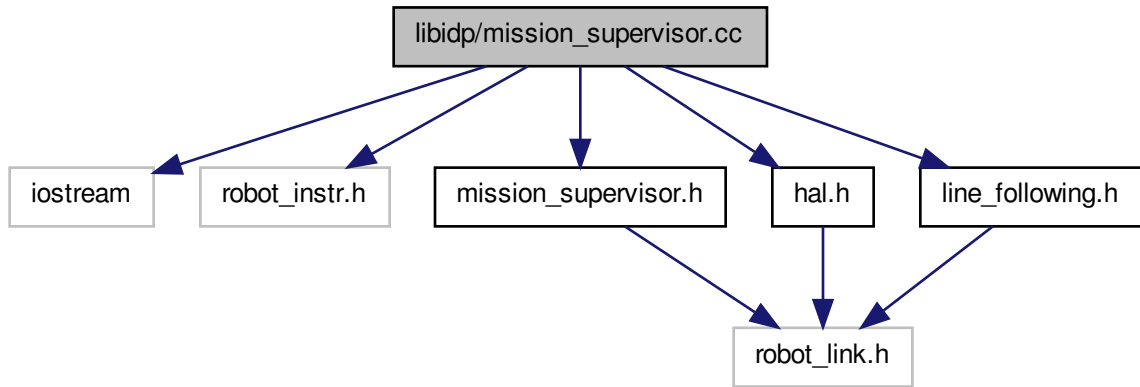 libidp/mission_supervisor.cc
iostream
robot_instr.h
mission_supervisor.h
hal.h
line_following.h
robot_link.h